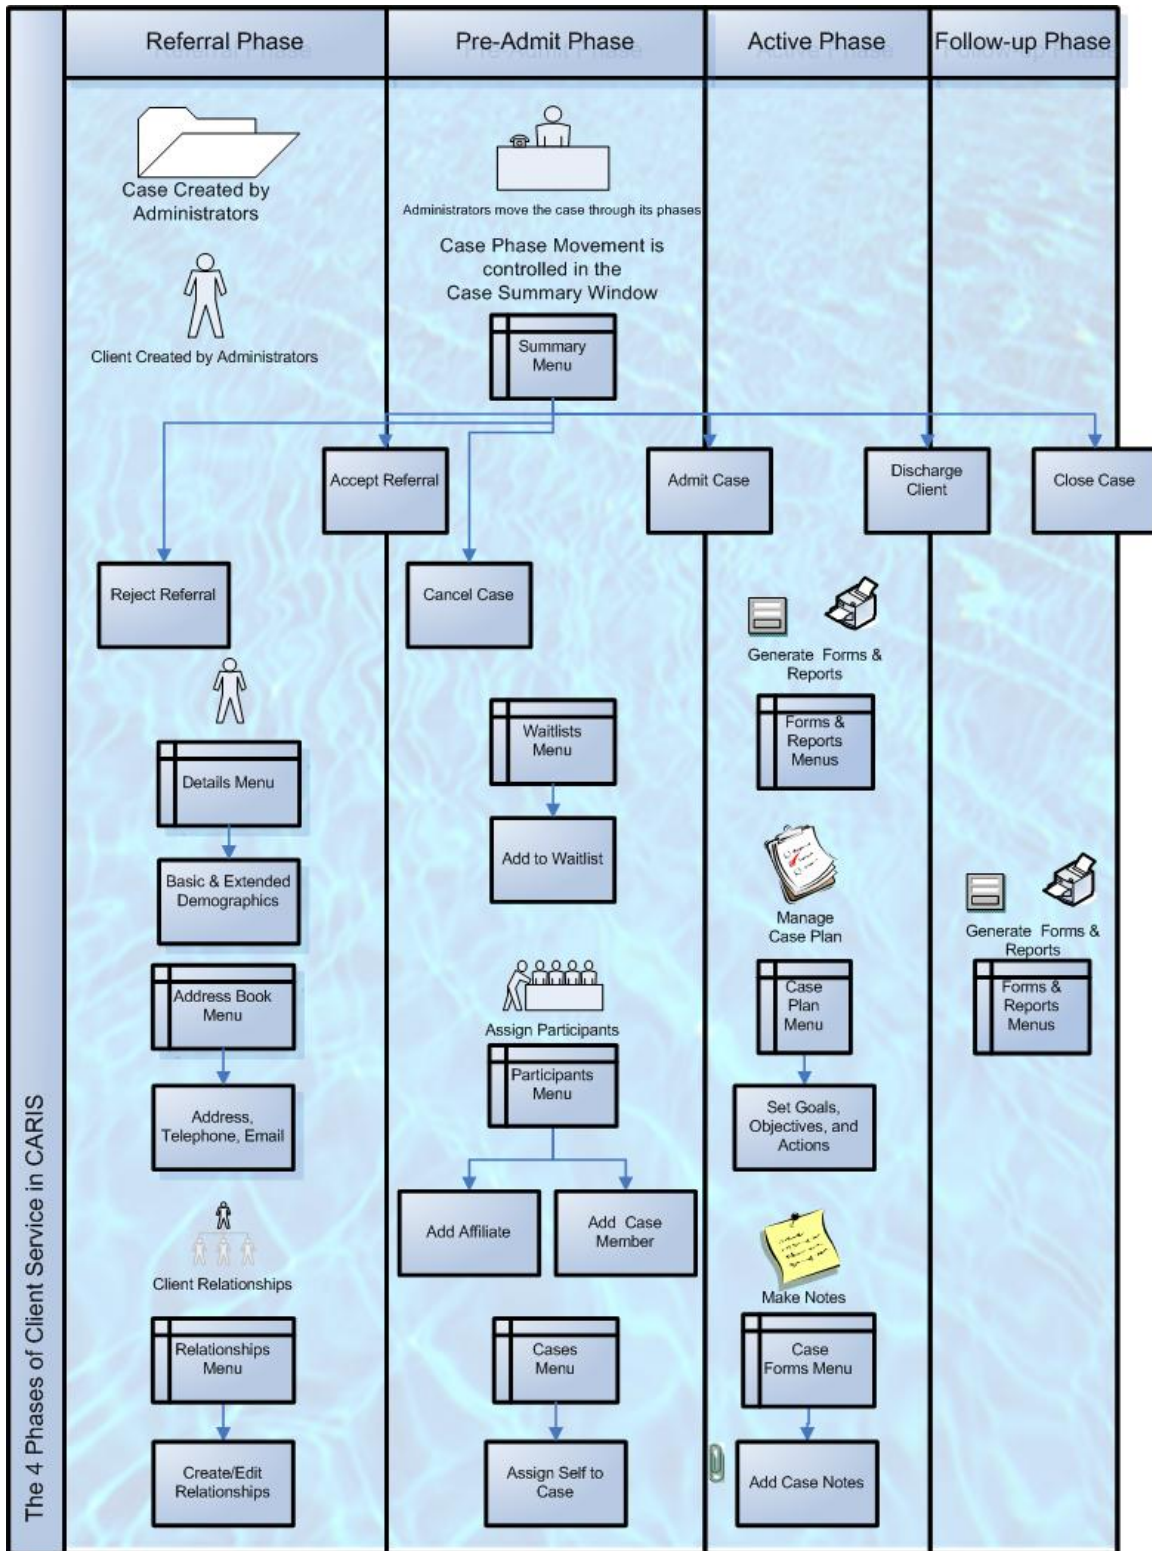 The 4 Phases of Client Service in CARIS
Referral Phase
Pre-Admit Phase
Active Phase
Follow-up Phase
Case Created by
Administrators
Client Created by Administrators
Administrators move the case through its phases
Case Phase Movement is
controlled in the
Case Summary Window
Summary
Menu
Accept Referral
Admit Case
Discharge
Client
Close Case
Reject Referral
Cancel Case
Details Menu
Basic & Extended
Demographics
Address Book
Menu
Address,
Telephone, Email
Client Relationships
Relationships
Menu
Create/Edit
Relationships
Waitlists
Menu
Add to Waitlist
Assign Participants
Participants
Menu
Add Affiliate
Add Case
Member
Cases
Menu
Assign Self to
Case
Generate Forms &
Reports
Forms &
Reports
Menus
Manage
Case Plan
Case
Plan
Menu
Set Goals,
Objectives, and
Actions
Make Notes
Case
Forms Menu
Add Case Notes
Generate Forms &
Reports
Forms &
Reports
Menus